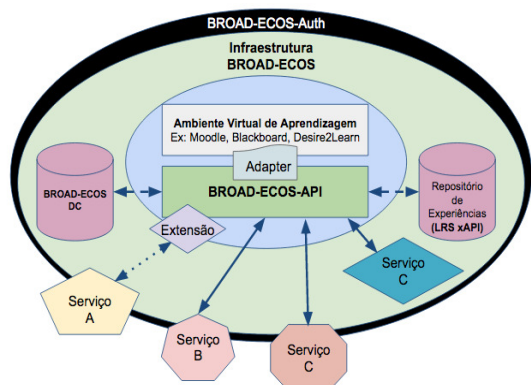 BROAD-ECOS-Auth
Infraestrutura
BROAD-ECOS
Ambiente Virtual de Aprendizagem
Ex: Moodle, Blackboard, Desire2Learn
Adapter
BROAD-ECOS-API
BROAD-ECOS
DC
Repositório
de
Experiências
(LRS xAPI)
Extensão
Serviço
A
Serviço
B
Serviço
C
Serviço
C